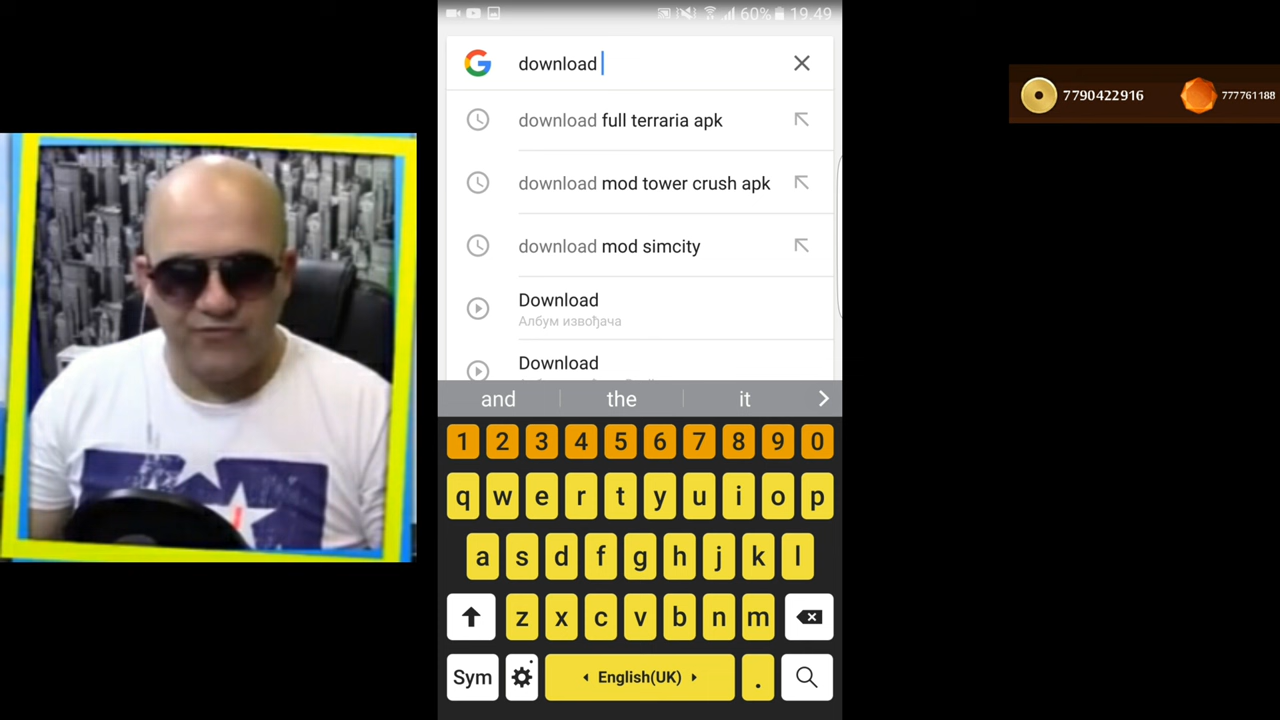 60% 19.49
download
7790422916 777761188
download full terraria apk
download mod tower crush apk
download mod simcity
Download
Албум извођача
Download
and the it
1 2 3 4 5 6 7 8 9 0
q w e r t y u i o p
a s d f g h j k l
z x c v b n m
Sym English(UK) .